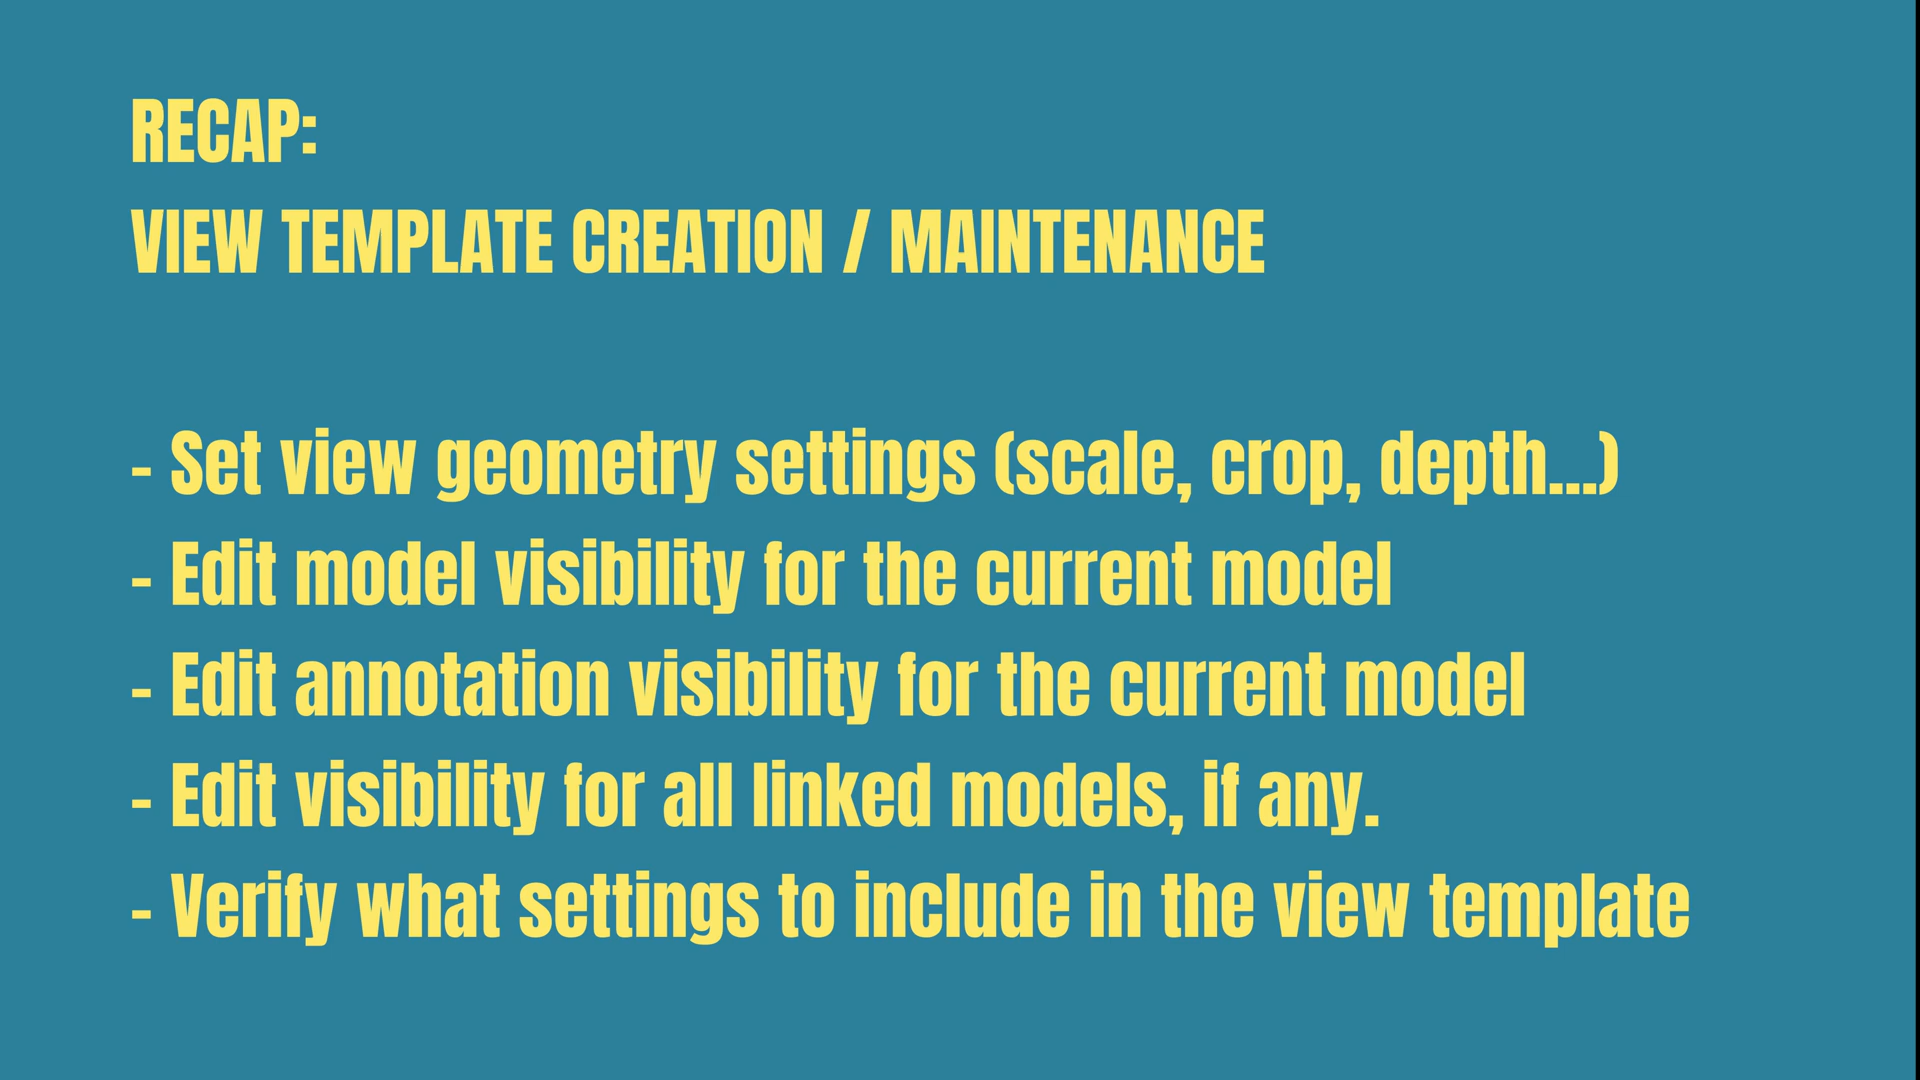 RECAP:
VIEW TEMPLATE CREATION / MAINTENANCE
- Set view geometry settings (scale, crop, depth...)
- Edit model visibility for the current model
- Edit annotation visibility for the current model
- Edit visibility for all linked models, if any.
- Verify what settings to include in the view template